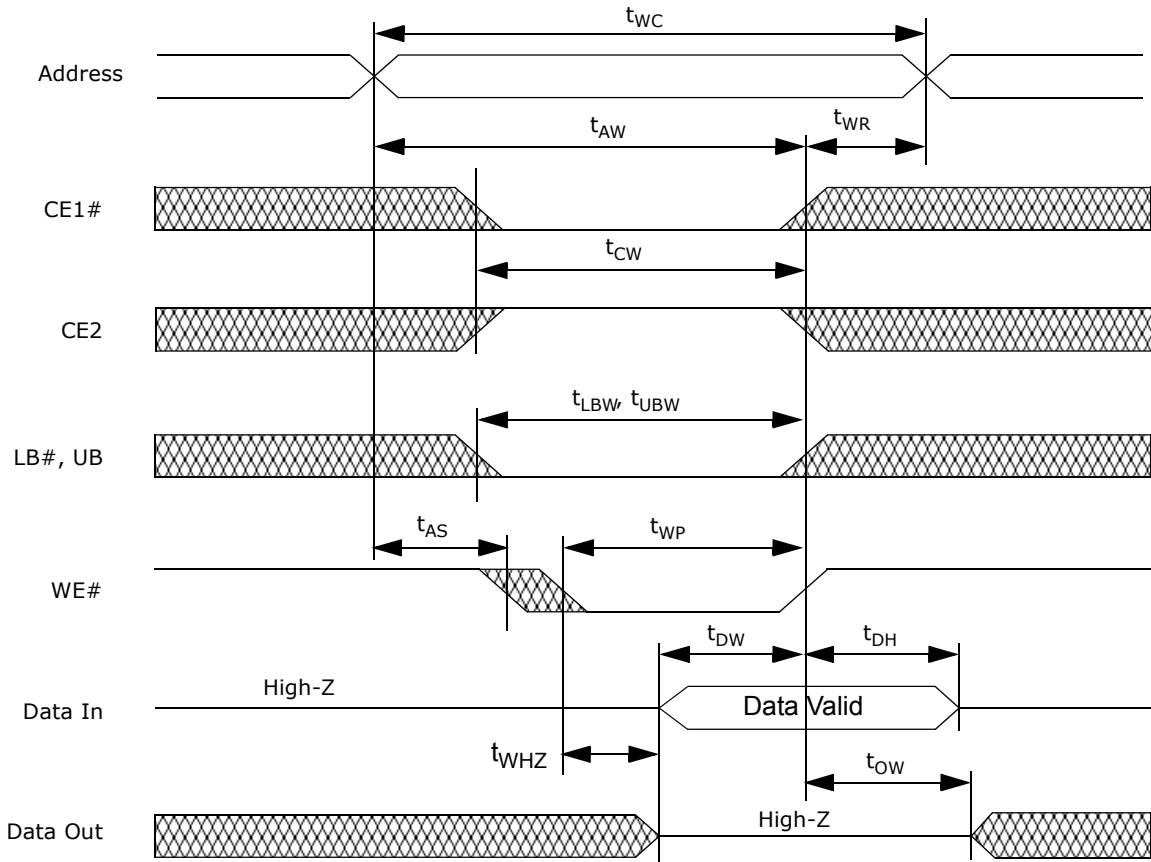 tWC
Address
tAW
tWR
CE1#
tCW
CE2
tLBW, tUBW
LB#, UB
tAS
tWP
WE#
tDW
tDH
High-Z
Data In
Data Valid
tWHZ
tOW
High-Z
Data Out